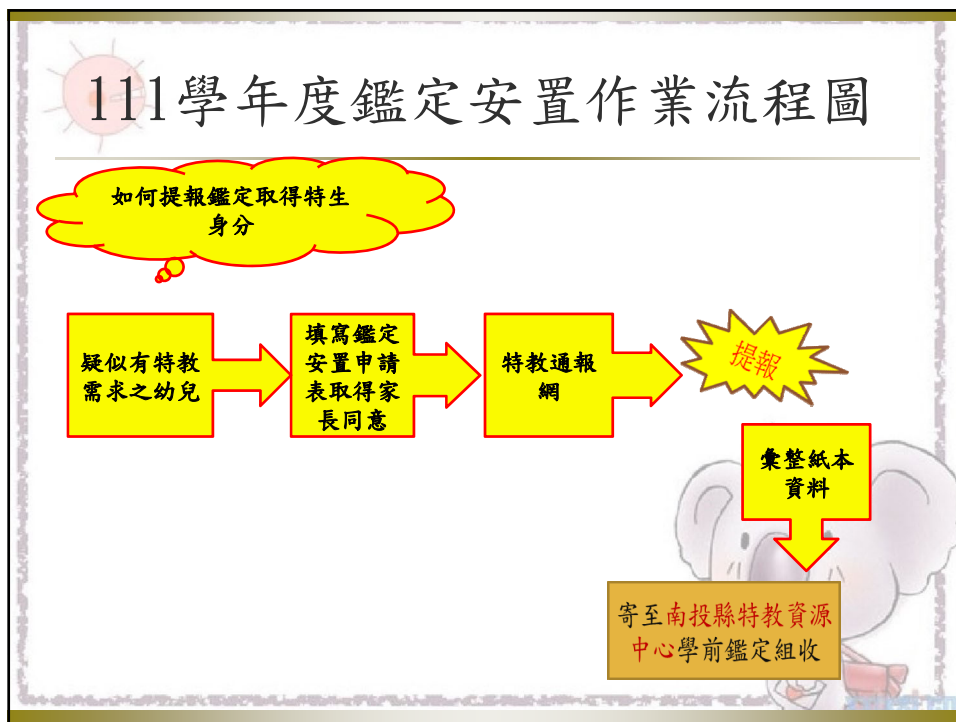 111學年度鑑定安置作業流程圖
如何提報鑑定取得特生
身分
疑似有特教
需求之幼兒
填寫鑑定
安置申請
表取得家
長同意
特教通報
網
提報
彙整紙本
資料
寄至南投縣特教資源
中心學前鑑定組收